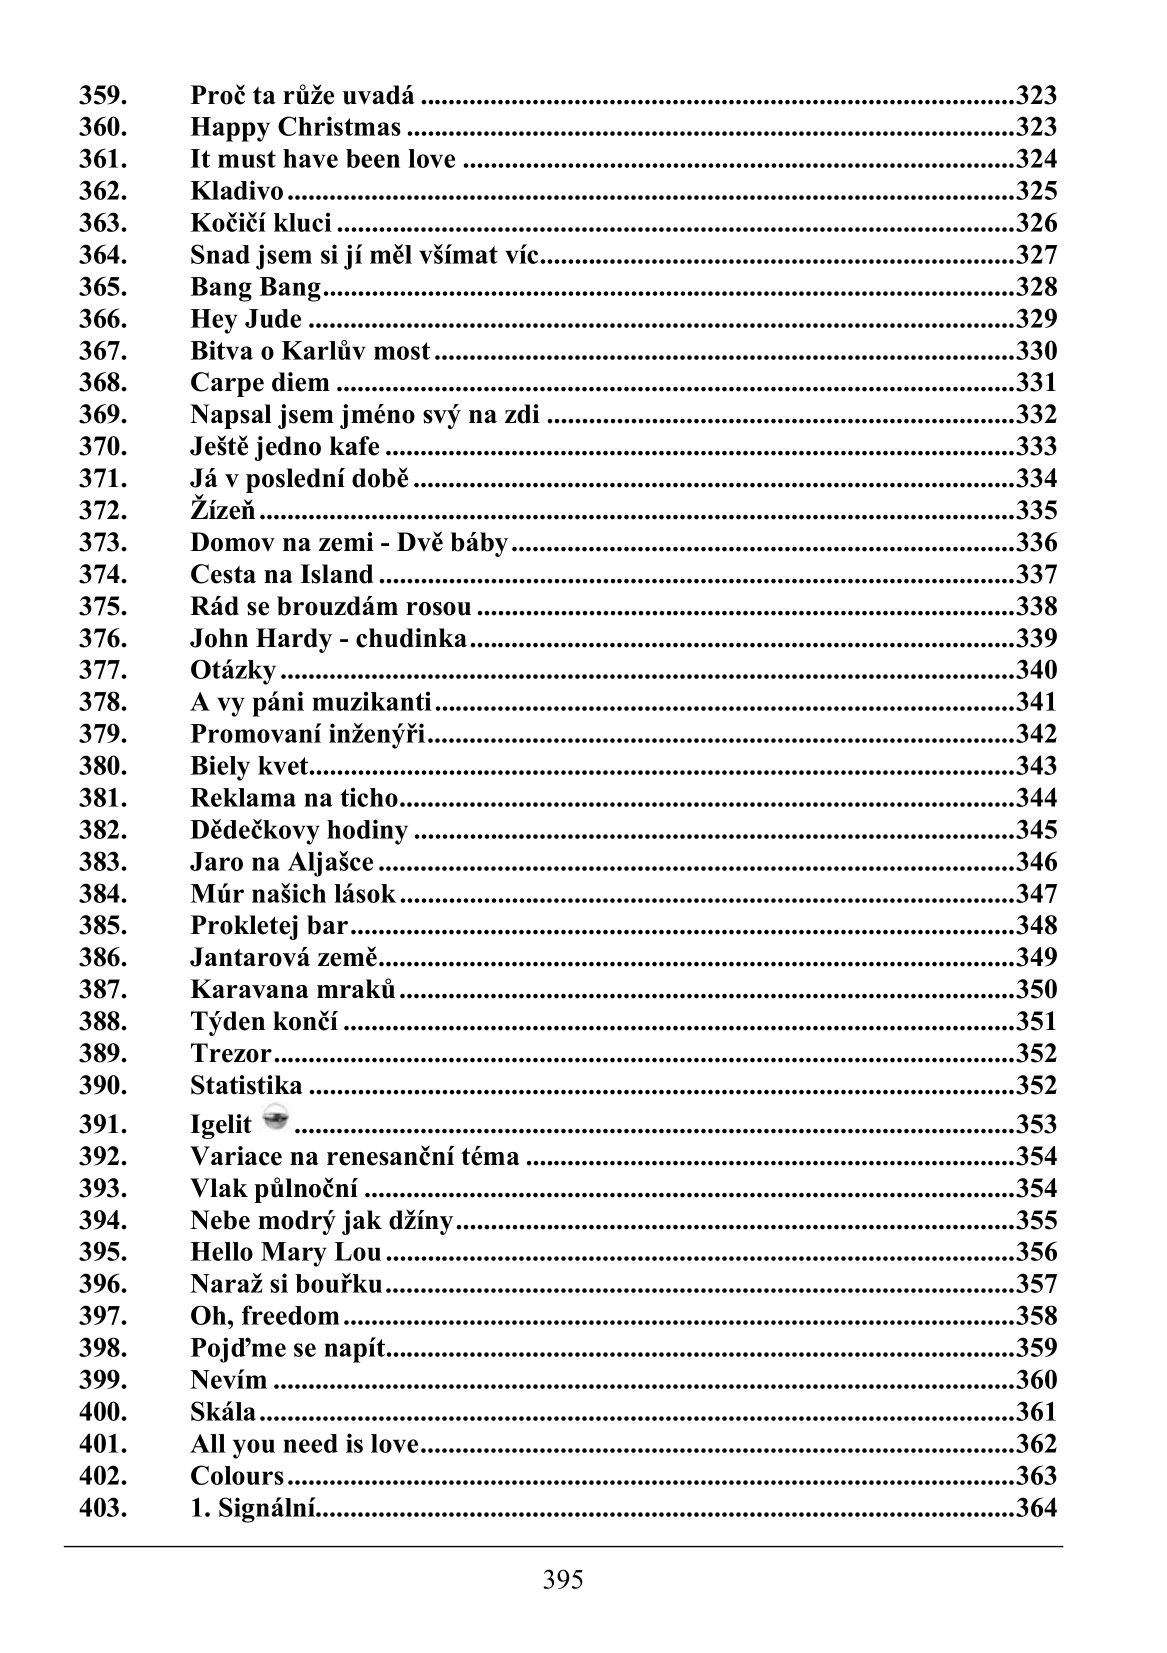 359. Proč ta růže uvadá ........................................................................................323
360. Happy Christmas ..........................................................................................323
361. It must have been love .................................................................................324
362. Kladivo...........................................................................................................325
363. Kočičí kluci ....................................................................................................326
364. Snad jsem si jí měl všímat víc......................................................................327
365. Bang Bang......................................................................................................328
366. Hey Jude ........................................................................................................329
367. Bitva o Karlův most......................................................................................330
368. Carpe diem ....................................................................................................331
369. Napsal jsem jméno svý na zdi .....................................................................332
370. Ještě jedno kafe .............................................................................................333
371. Já v poslední době .........................................................................................334
372. Žízeň...............................................................................................................335
373. Domov na zemi - Dvě báby..........................................................................336
374. Cesta na Island ..............................................................................................337
375. Rád se brouzdám rosou ...............................................................................338
376. John Hardy - chudinka.................................................................................339
377. Otázky............................................................................................................340
378. A vy páni muzikanti......................................................................................341
379. Promovaní inženýři.......................................................................................342
380. Biely kvet........................................................................................................343
381. Reklama na ticho...........................................................................................344
382. Dědečkovy hodiny .........................................................................................345
383. Jaro na Aljašce ..............................................................................................346
384. Múr našich lások...........................................................................................347
385. Prokletej bar..................................................................................................348
386. Jantarová země..............................................................................................349
387. Karavana mraků...........................................................................................350
388. Týden končí ...................................................................................................351
389. Trezor.............................................................................................................352
390. Statistika ........................................................................................................352
391. Igelit ..........................................................................................................353
392. Variace na renesanční téma .........................................................................354
393. Vlak půlnoční ................................................................................................354
394. Nebe modrý jak džíny...................................................................................355
395. Hello Mary Lou.............................................................................................356
396. Naraž si bouřku.............................................................................................357
397. Oh, freedom...................................................................................................358
398. Pojďme se napít.............................................................................................359
399. Nevím .............................................................................................................360
400. Skála...............................................................................................................361
401. All you need is love........................................................................................362
402. Colours...........................................................................................................363
403. 1. Signální.......................................................................................................364
395